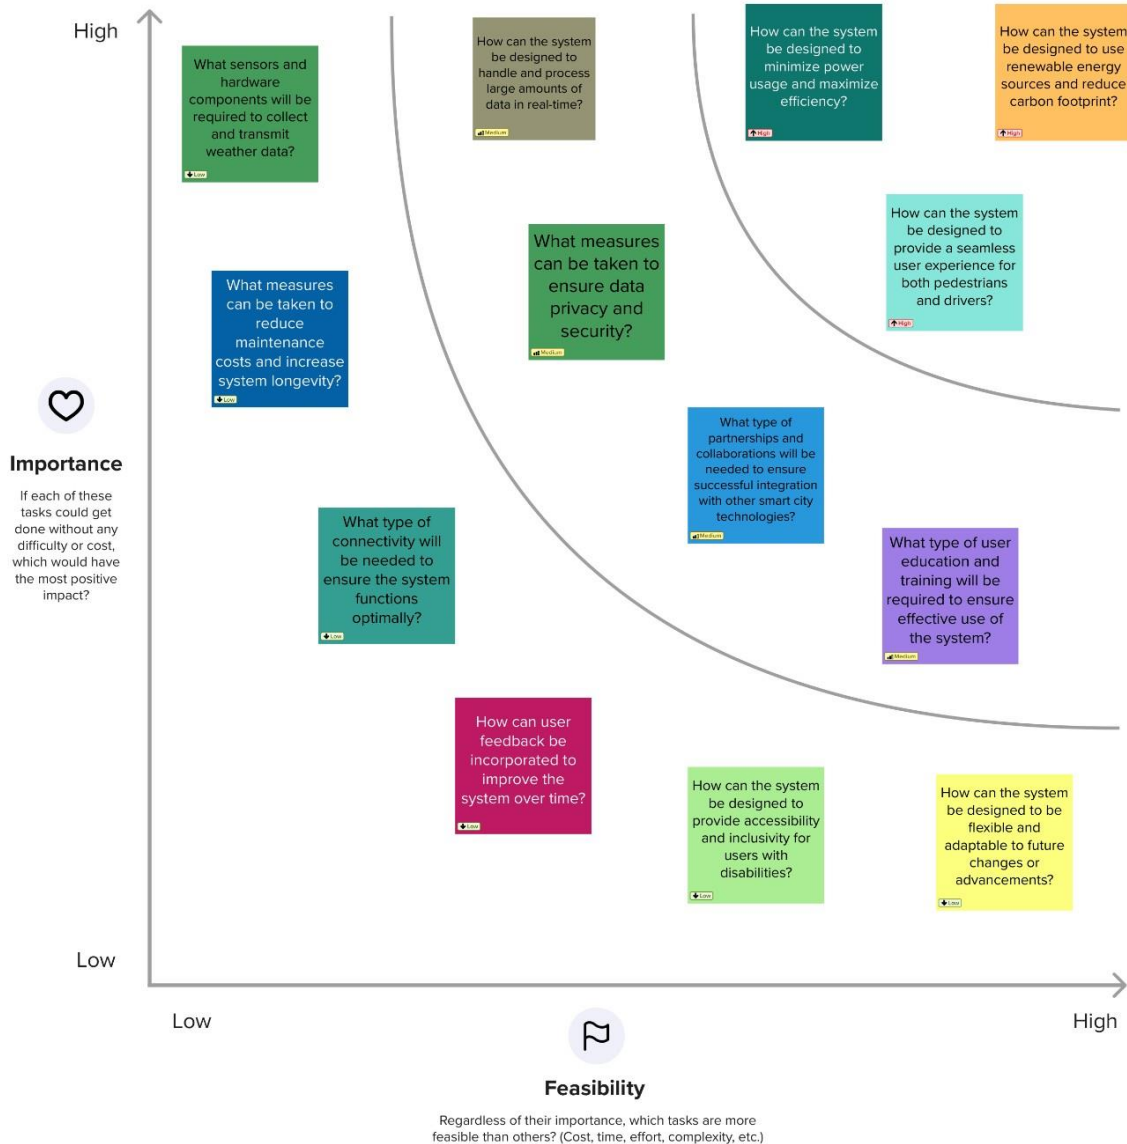 High
What sensors and
hardware
components will be
required to collect
and transmit
weather data?
Low
How can the system
be designed to
handle and process
large amounts of
data in real-time?
Medium
How can the system
be designed to
minimize power
usage and maximize
efficiency?
High
How can the system
be designed to use
renewable energy
sources and reduce
carbon footprint?
High
How can the system
be designed to
provide a seamless
user experience for
both pedestrians
and drivers?
High
What measures
can be taken to
ensure data
privacy and
security?
Medium
What measures
can be taken to
reduce
maintenance
costs and increase
system longevity?
Low
Importance
If each of these
tasks could get
done without any
difficulty or cost,
which would have
the most positive
impact?
What type of
partnerships and
collaborations will be
needed to ensure
successful integration
with other smart city
technologies?
Medium
What type of
connectivity will
be needed to
ensure the system
functions
optimally?
Low
What type of user
education and
training will be
required to ensure
effective use of
the system?
Medium
How can user
feedback be
incorporated to
improve the
system over time?
Low
How can the system
be designed to
provide accessibility
and inclusivity for
users with
disabilities?
Low
How can the system
be designed to be
flexible and
adaptable to future
changes or
advancements?
Low
Low
Low
High
Feasibility
Regardless of their importance, which tasks are more
feasible than others? (Cost, time, effort, complexity, etc.)